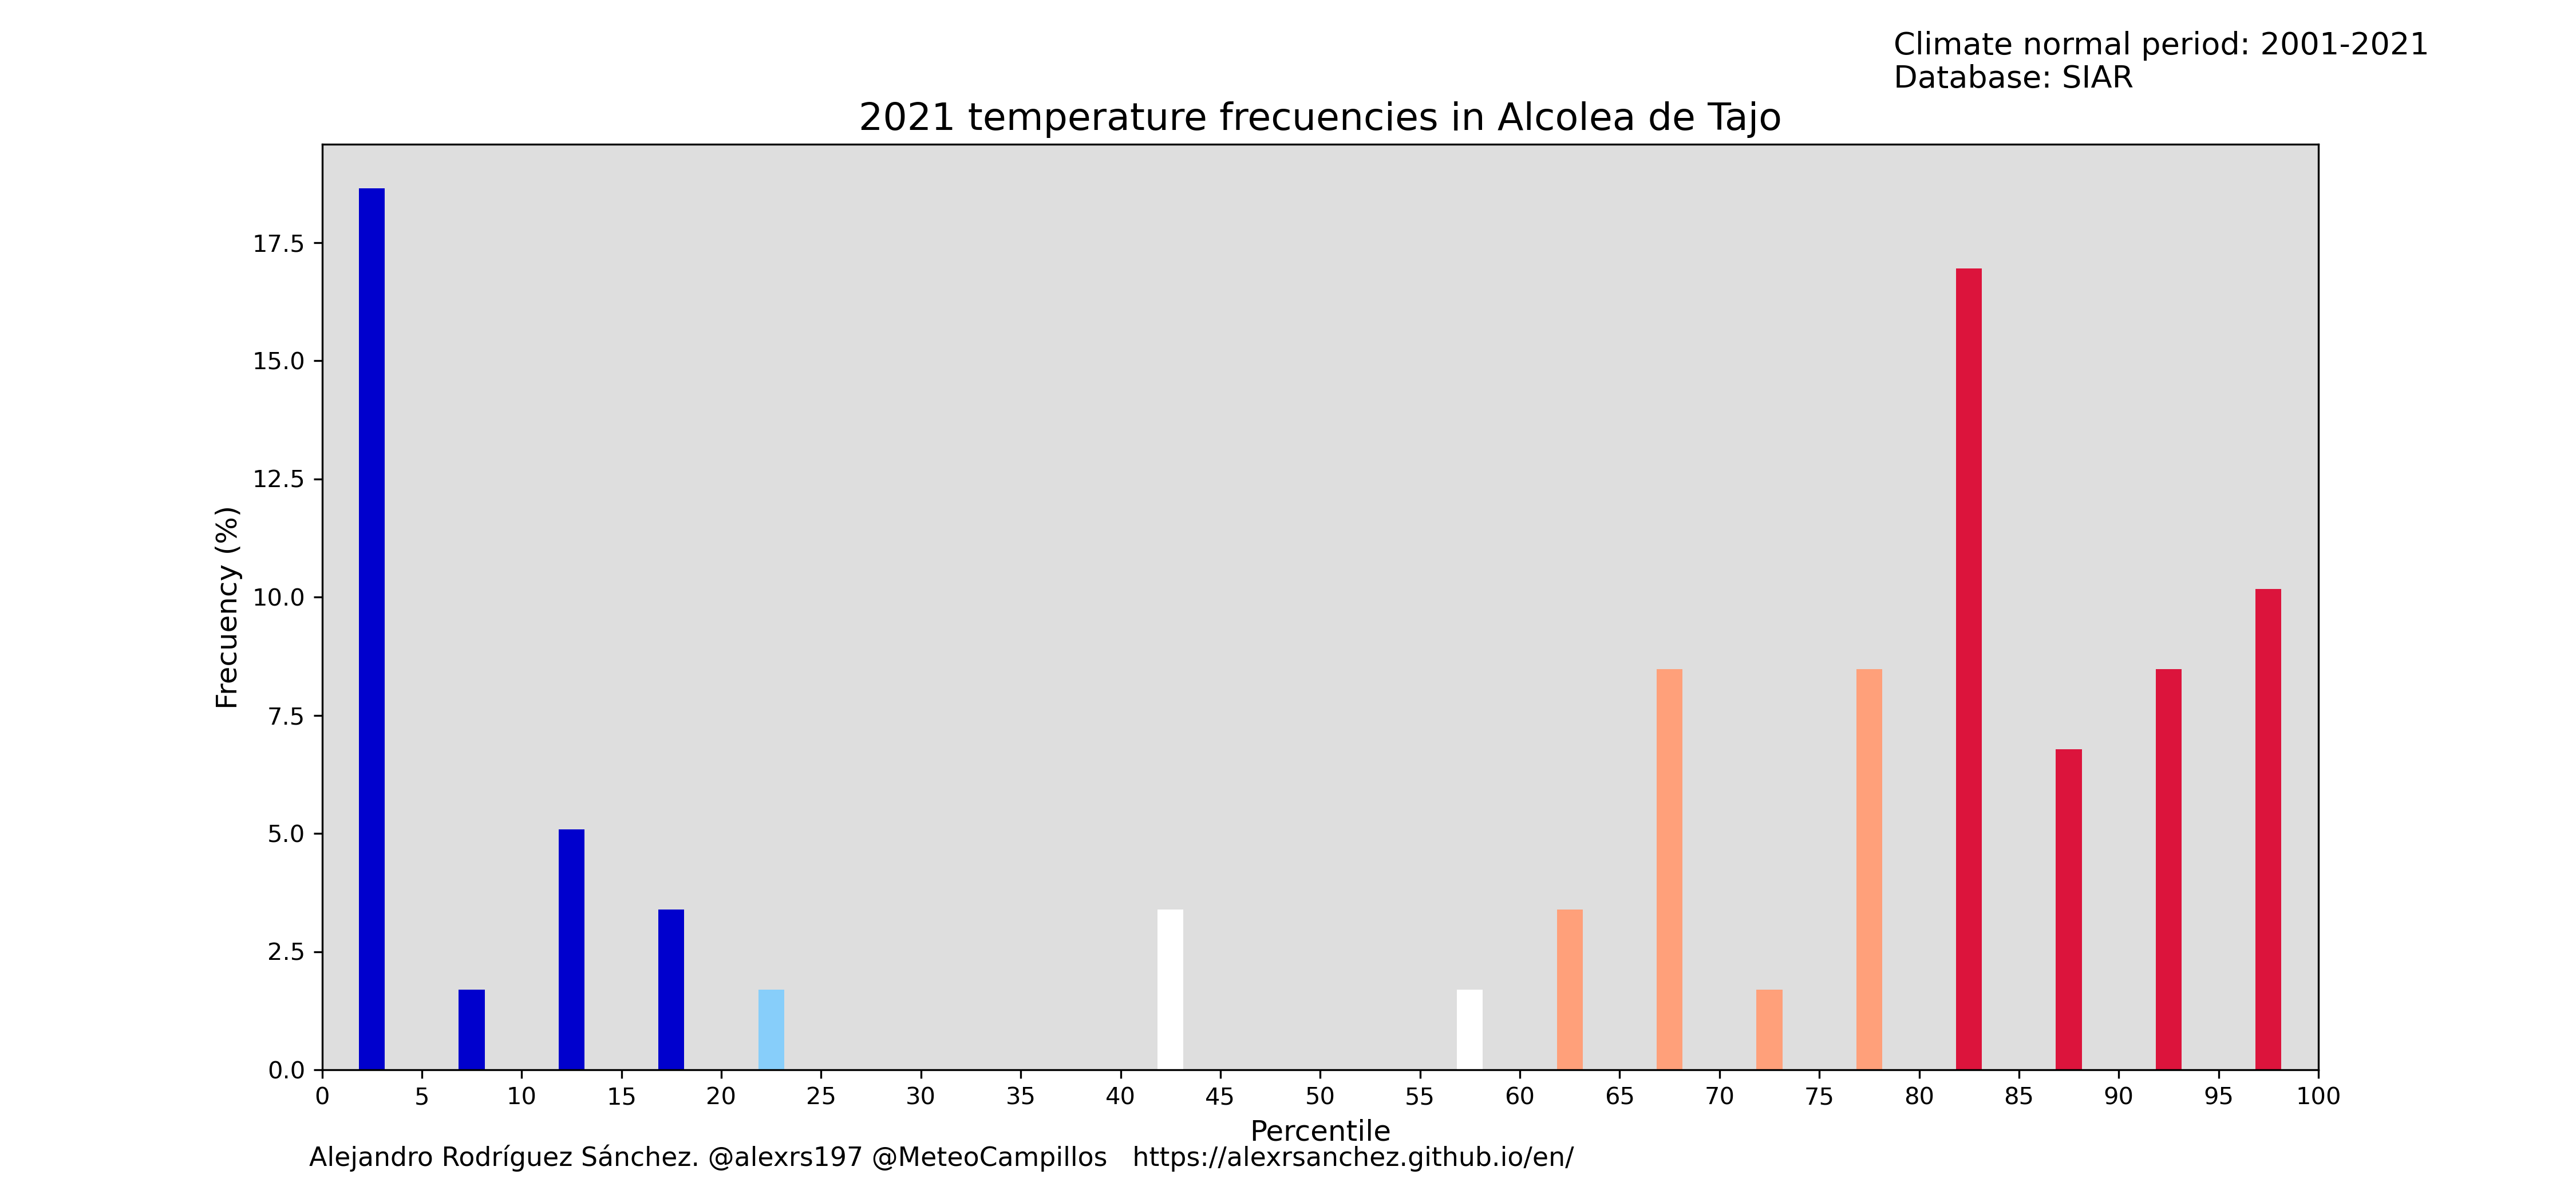 Climate normal period: 2001-2021
Database: SIAR
2021 temperature frecuencies in Alcolea de Tajo
Frecuency (%)
17.5
15.0
12.5
10.0
7.5
5.0
2.5
0.0
0 5 10 15 20 25 30 35 40 45 50 55 60 65 70 75 80 85 90 95 100
Percentile
Alejandro Rodríguez Sánchez. @alexrs197 @MeteoCampillos https://alexrsanchez.github.io/en/